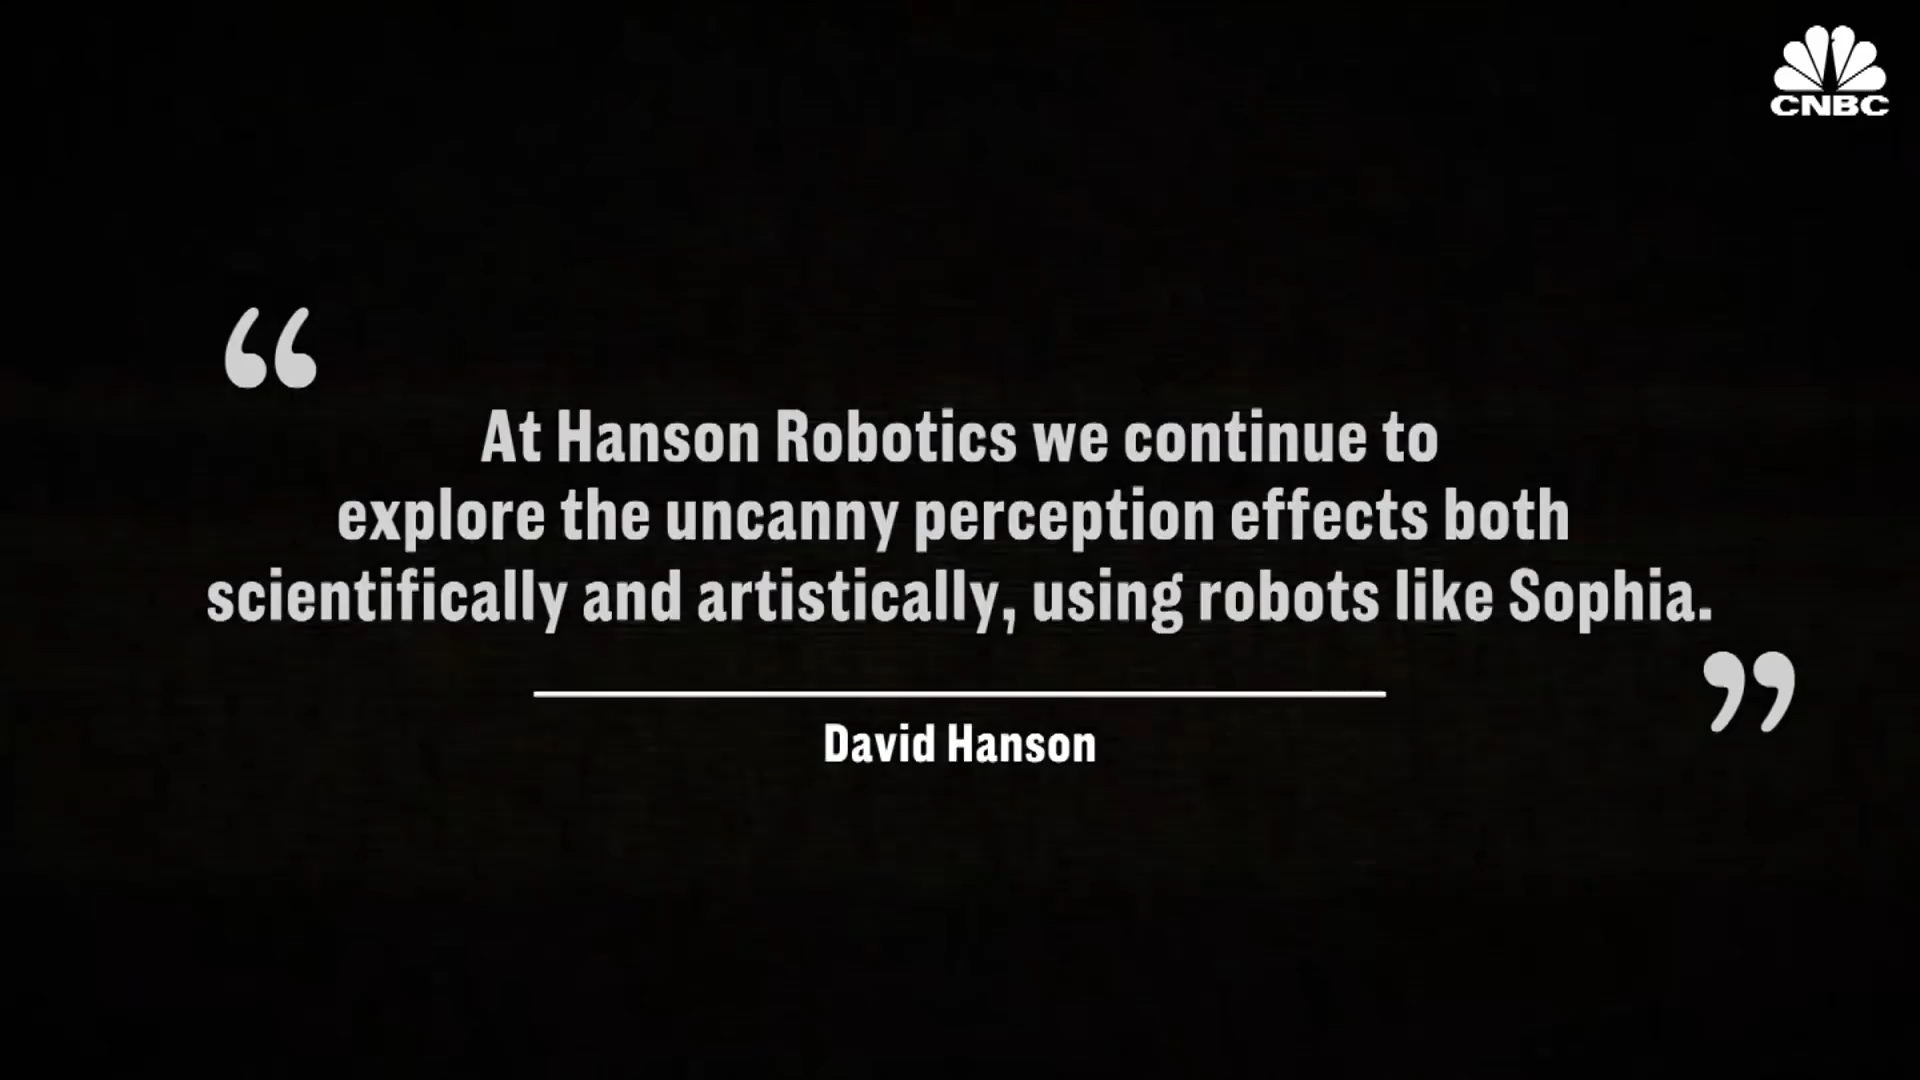 CNBC
“
At Hanson Robotics we continue to
explore the uncanny perception effects both
scientifically and artistically, using robots like Sophia.
”
David Hanson